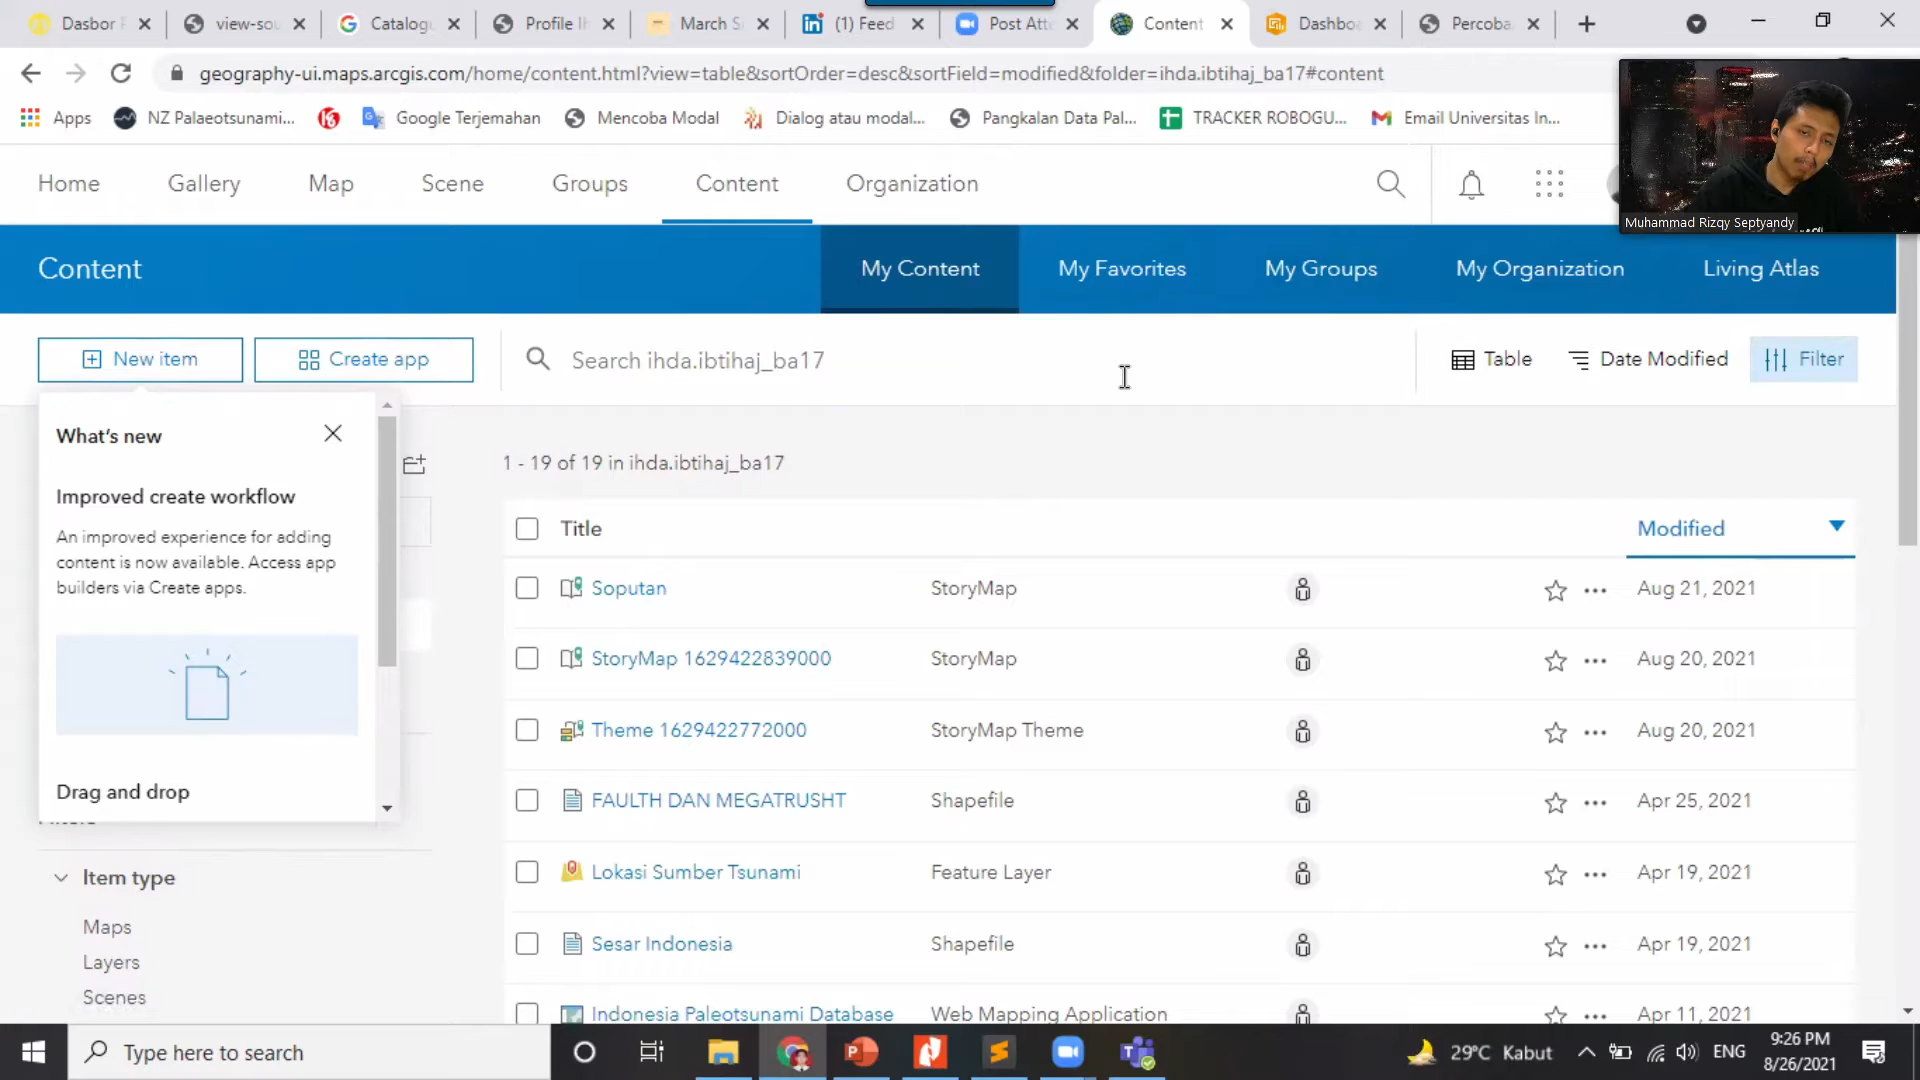 Dasbor
view-sou
Catalog
Profile Ih
March S
(1) Feed
Post Atte
Content
Dashbo
Percoba
geography-ui.maps.arcgis.com/home/content.html?view=table&sortOrder=desc&sortField=modified&folder=ihda.ibtihaj_ba17#content
Apps
NZ Palaeotsunami...
Google Terjemahan
Mencoba Modal
Dialog atau modal...
Pangkalan Data Pal...
TRACKER ROBOGU...
Email Universitas In...
Muhammad Rizqy Septyandy
Home
Gallery
Map
Scene
Groups
Content
Organization
Content
My Content
My Favorites
My Groups
My Organization
Living Atlas
New item
Create app
Search ihda.ibtihaj_ba17
Table
Date Modified
Filter
What's new
Improved create workflow
An improved experience for adding
content is now available. Access app
builders via Create apps.
Drag and drop
1 - 19 of 19 in ihda.ibtihaj_ba17
Title
Modified
Soputan StoryMap Aug 21, 2021
StoryMap 1629422839000 StoryMap Aug 20, 2021
Theme 1629422772000 StoryMap Theme Aug 20, 2021
FAULTH DAN MEGATRUSHT Shapefile Apr 25, 2021
Lokasi Sumber Tsunami Feature Layer Apr 19, 2021
Sesar Indonesia Shapefile Apr 19, 2021
Indonesia Paleotsunami Database Web Mapping Application Apr 11, 2021
Item type
Maps
Layers
Scenes
Type here to search
29°C Kabut
ENG
9:26 PM
8/26/2021